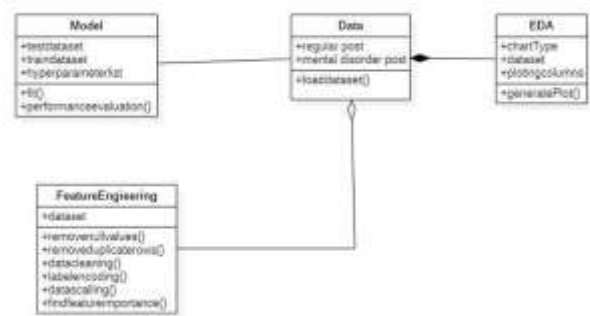 Model
+testdataset
+traindataset
+hyperparameterlist
+fit()
+performanceevaluation()
Data
+regular post
+mental disorder post
+loaddataset()
EDA
+chartType
+dataset
+plotingcolumns
+generatePlot()
FeatureEngieering
+dataset
+removenullvalues()
+removeduplicaterows()
+datacleaning()
+labelencoding()
+datascalling()
+findfeatureimportance()